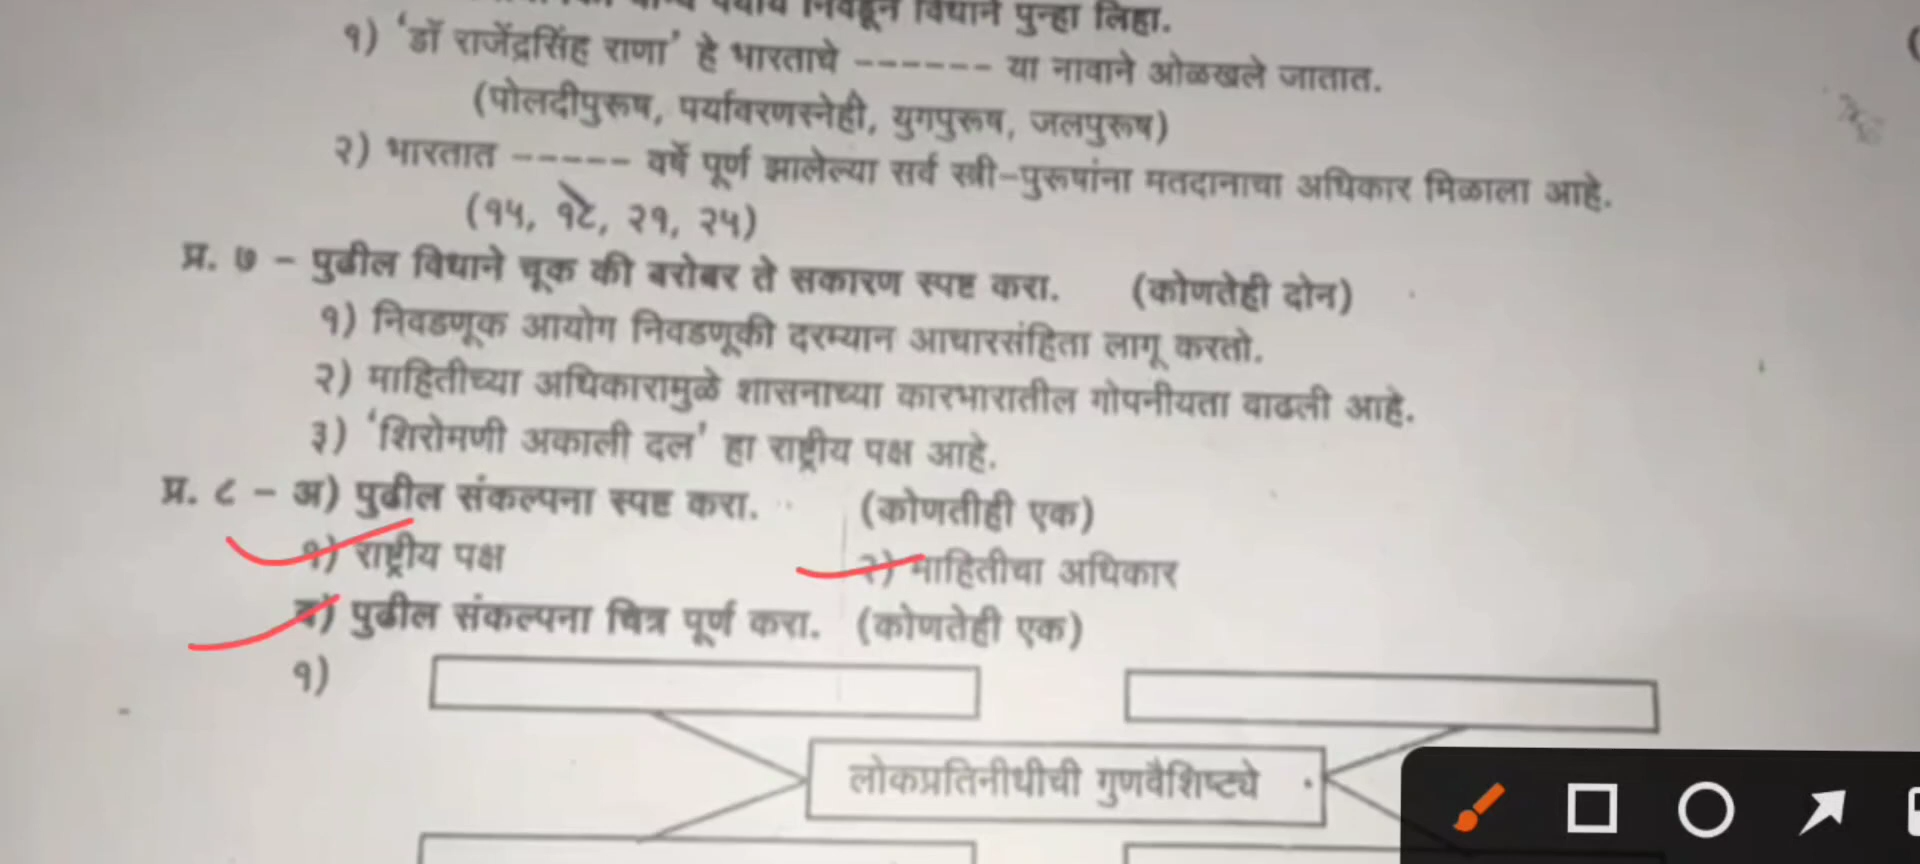 योग्य पर्याय निवडून विधाने पुन्हा लिहा.
१) 'डॉ राजेंद्रसिंह राणा' हे भारताचे ------ या नावाने ओळखले जातात.
(पोलदीपुरूष, पर्यावरणस्नेही, युगपुरूष, जलपुरूष)
२) भारतात ----- वर्षे पूर्ण झालेल्या सर्व स्त्री-पुरूषांना मतदानाचा अधिकार मिळाला आहे.
(१५, १८, २१, २५)
प्र. ७ - पुढील विधाने चूक की बरोबर ते सकारण स्पष्ट करा. (कोणतेही दोन)
१) निवडणूक आयोग निवडणूकी दरम्यान आचारसंहिता लागू करतो.
२) माहितीच्या अधिकारामुळे शासनाच्या कारभारातील गोपनीयता वाढली आहे.
३) 'शिरोमणी अकाली दल' हा राष्ट्रीय पक्ष आहे.
प्र. ८ - अ) पुढील संकल्पना स्पष्ट करा. (कोणतीही एक)
१) राष्ट्रीय पक्ष २) माहितीचा अधिकार
ब) पुढील संकल्पना चित्र पूर्ण करा. (कोणतेही एक)
१)
लोकप्रतिनीधीची गुणवैशिष्ट्ये